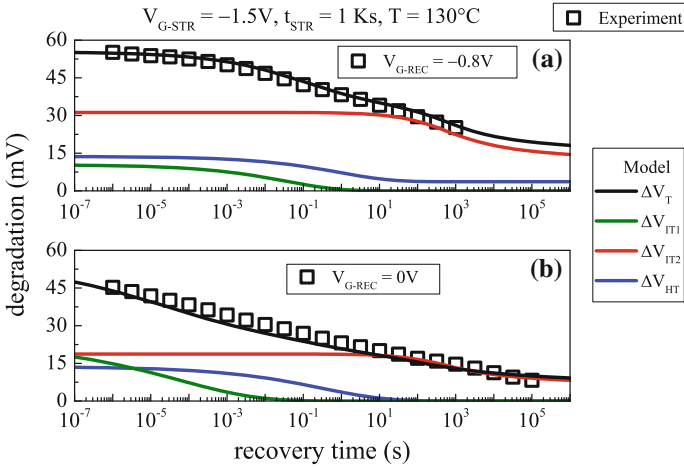 V_G-STR = −1.5V, t_STR = 1 Ks, T = 130°C
Experiment
60
45
30
15
0
V_G-REC = −0.8V
(a)
10^-7 10^-5 10^-3 10^-1 10^1 10^3 10^5
degradation (mV)
Model
ΔV_T
ΔV_IT1
ΔV_IT2
ΔV_HT
60
45
30
15
0
V_G-REC = 0V
(b)
10^-7 10^-5 10^-3 10^-1 10^1 10^3 10^5
recovery time (s)